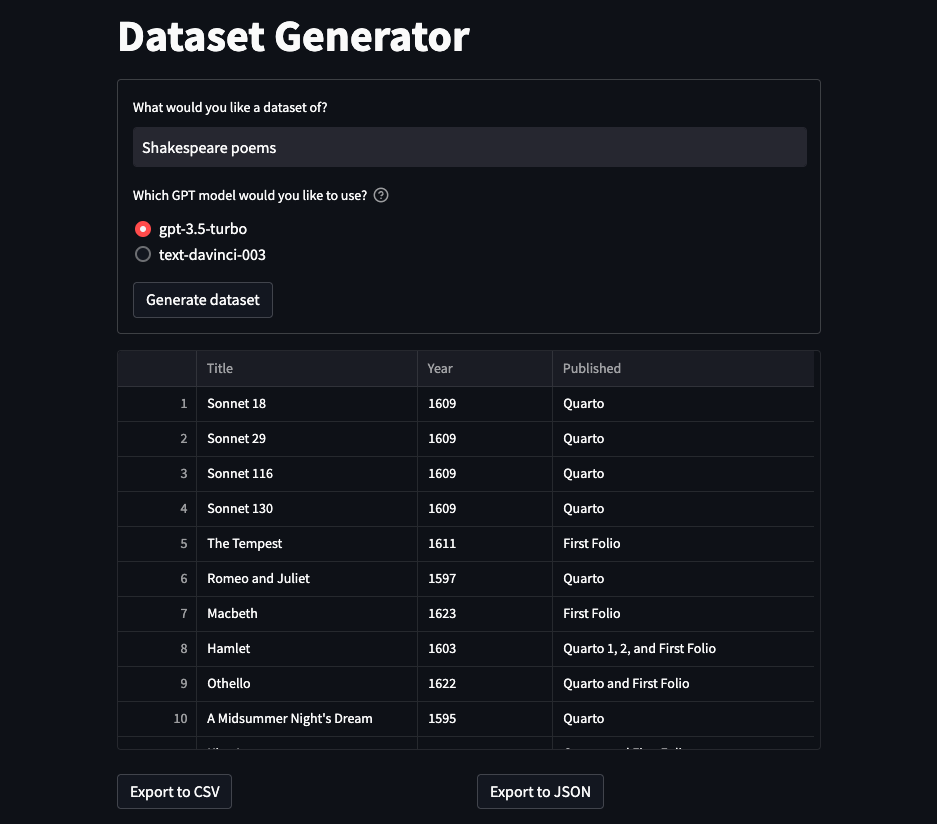 Dataset Generator
What would you like a dataset of?
Shakespeare poems
Which GPT model would you like to use?
gpt-3.5-turbo
text-davinci-003
Generate dataset
Title Year Published
1 Sonnet 18 1609 Quarto
2 Sonnet 29 1609 Quarto
3 Sonnet 116 1609 Quarto
4 Sonnet 130 1609 Quarto
5 The Tempest 1611 First Folio
6 Romeo and Juliet 1597 Quarto
7 Macbeth 1623 First Folio
8 Hamlet 1603 Quarto 1, 2, and First Folio
9 Othello 1622 Quarto and First Folio
10 A Midsummer Night's Dream 1595 Quarto
Export to CSV Export to JSON